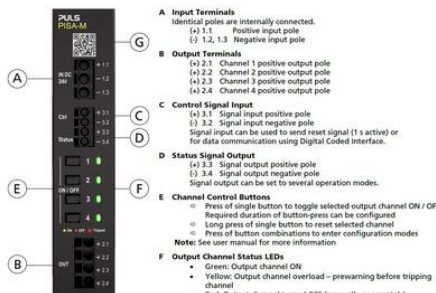 PULS
PISA-M
G
A
IN DC
24V
+ 1.1
- 1.2
- 1.3
Ctrl
+ 3.1
- 3.2
C
Status
+ 3.3
- 3.4
D
1
2
ON / OFF
3
4
E
F
ON
OFF
Tripped
B
OUT
+ 2.1
+ 2.2
+ 2.3
+ 2.4
A Input Terminals
Identical poles are internally connected.
(+) 1.1 Positive input pole
(-) 1.2, 1.3 Negative input pole
B Output Terminals
(+) 2.1 Channel 1 positive output pole
(+) 2.2 Channel 2 positive output pole
(+) 2.3 Channel 3 positive output pole
(+) 2.4 Channel 4 positive output pole
C Control Signal Input
(+) 3.1 Signal input positive pole
(-) 3.2 Signal input negative pole
Signal input can be used to send reset signal (1 s active) or
for data communication using Digital Coded Interface.
D Status Signal Output
(+) 3.3 Signal output positive pole
(-) 3.4 Signal output negative pole
Signal output can be set to several operation modes.
E Channel Control Buttons
Press of single button to toggle selected output channel ON / OF
Required duration of button-press can be configured
Long press of single button to reset selected channel
Press of button combinations to enter configuration modes
Note: See user manual for more information
F Output Channel Status LEDs
• Green: Output channel ON
• Yellow: Output channel overload – prewarning before tripping
channel